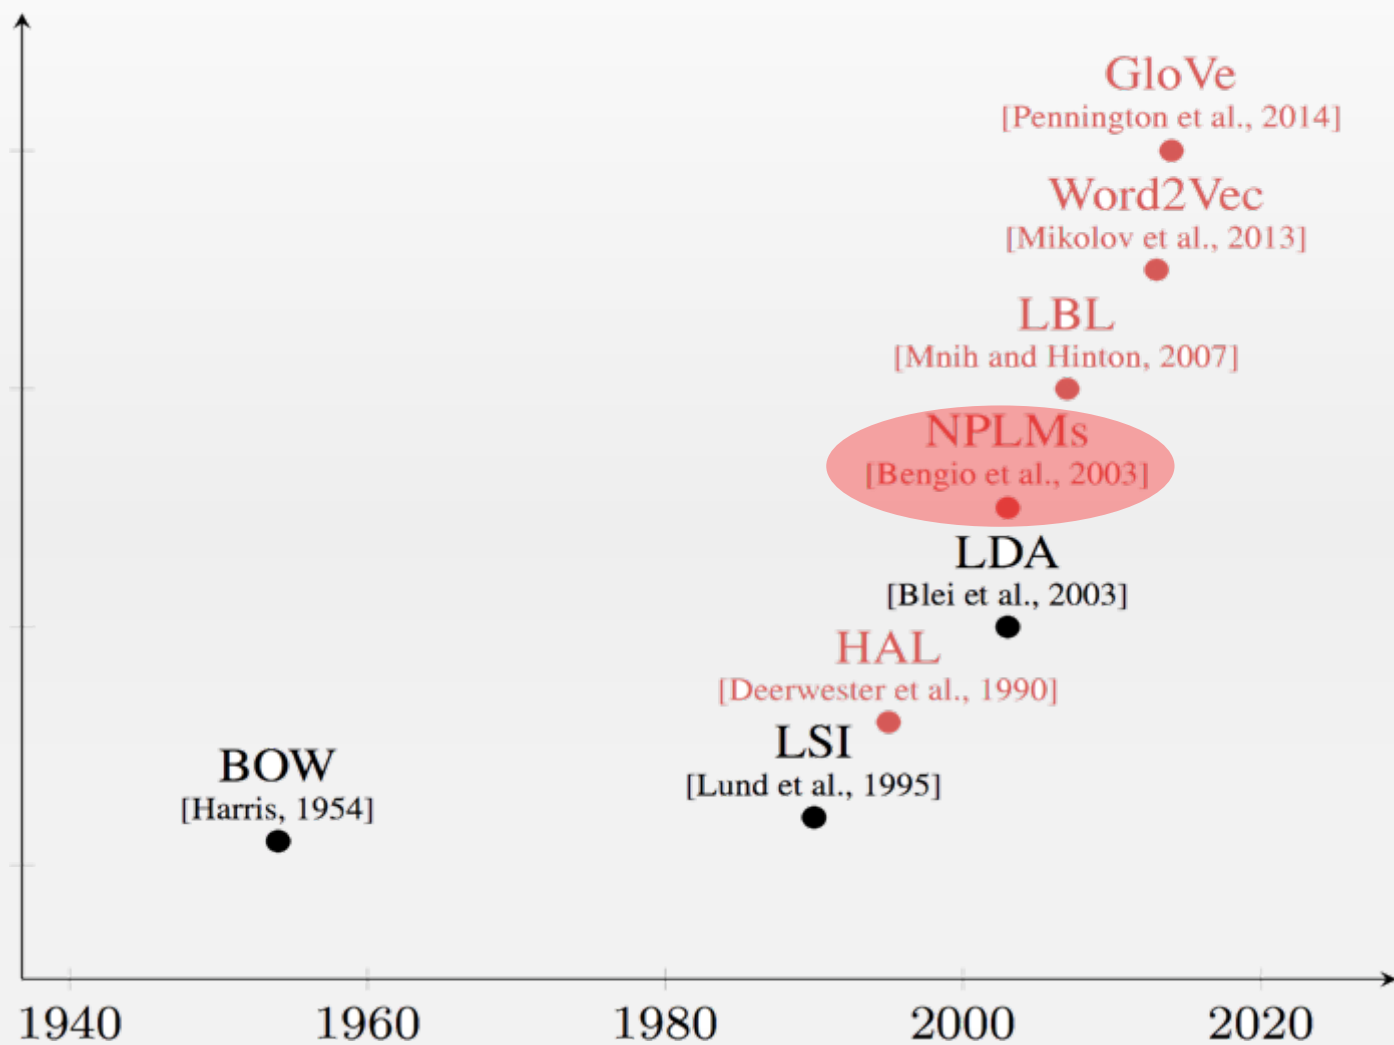 GloVe
[Pennington et al., 2014]
Word2Vec
[Mikolov et al., 2013]
LBL
[Mnih and Hinton, 2007]
NPLMs
[Bengio et al., 2003]
LDA
[Blei et al., 2003]
HAL
[Deerwester et al., 1990]
LSI
[Lund et al., 1995]
BOW
[Harris, 1954]
1940 1960 1980 2000 2020